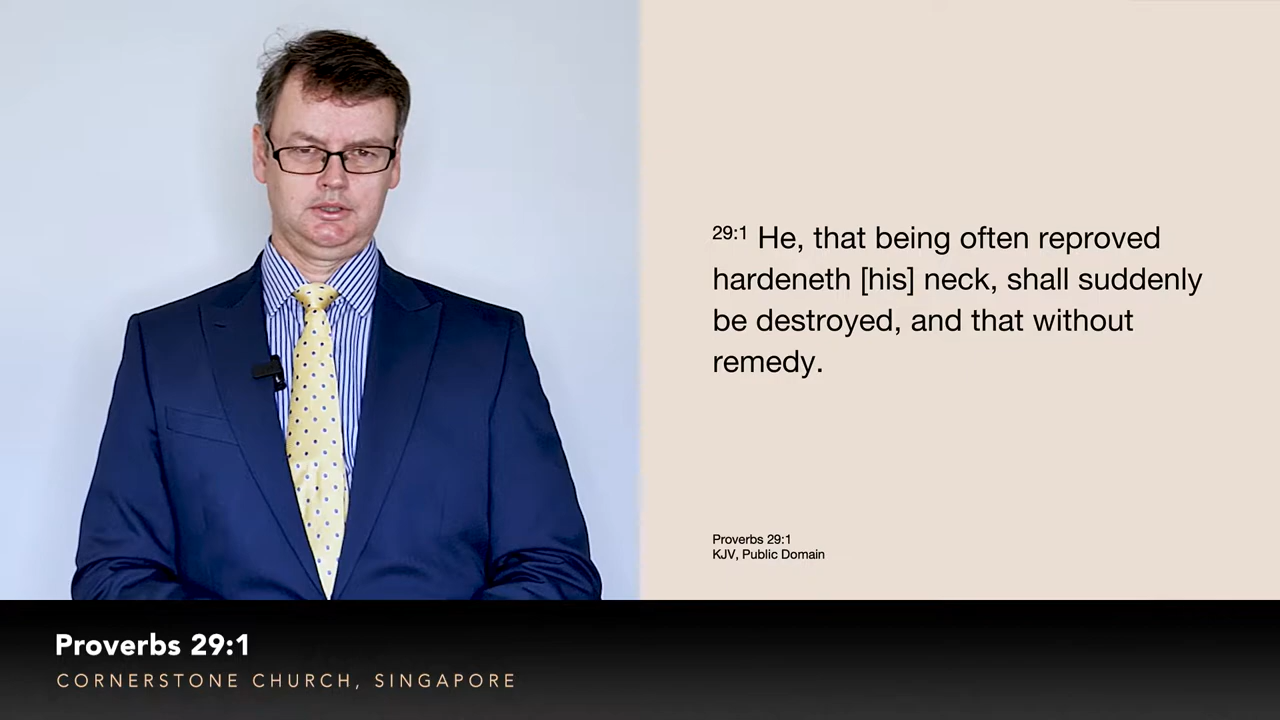 29:1 He, that being often reproved
hardeneth [his] neck, shall suddenly
be destroyed, and that without
remedy.
Proverbs 29:1
KJV, Public Domain
Proverbs 29:1
CORNERSTONE CHURCH, SINGAPORE